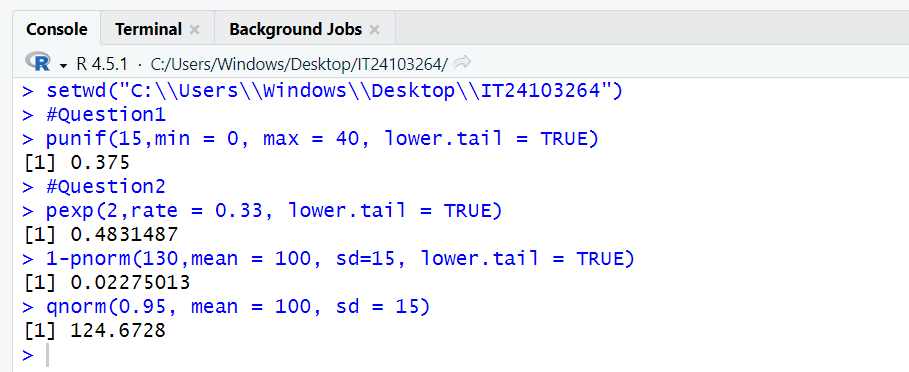 Console Terminal × Background Jobs ×
R R 4.5.1 · C:/Users/Windows/Desktop/IT24103264/
> setwd("C:\\Users\\Windows\\Desktop\\IT24103264")
> #Question1
> punif(15,min = 0, max = 40, lower.tail = TRUE)
[1] 0.375
> #Question2
> pexp(2,rate = 0.33, lower.tail = TRUE)
[1] 0.4831487
> 1-pnorm(130,mean = 100, sd=15, lower.tail = TRUE)
[1] 0.02275013
> qnorm(0.95, mean = 100, sd = 15)
[1] 124.6728
>